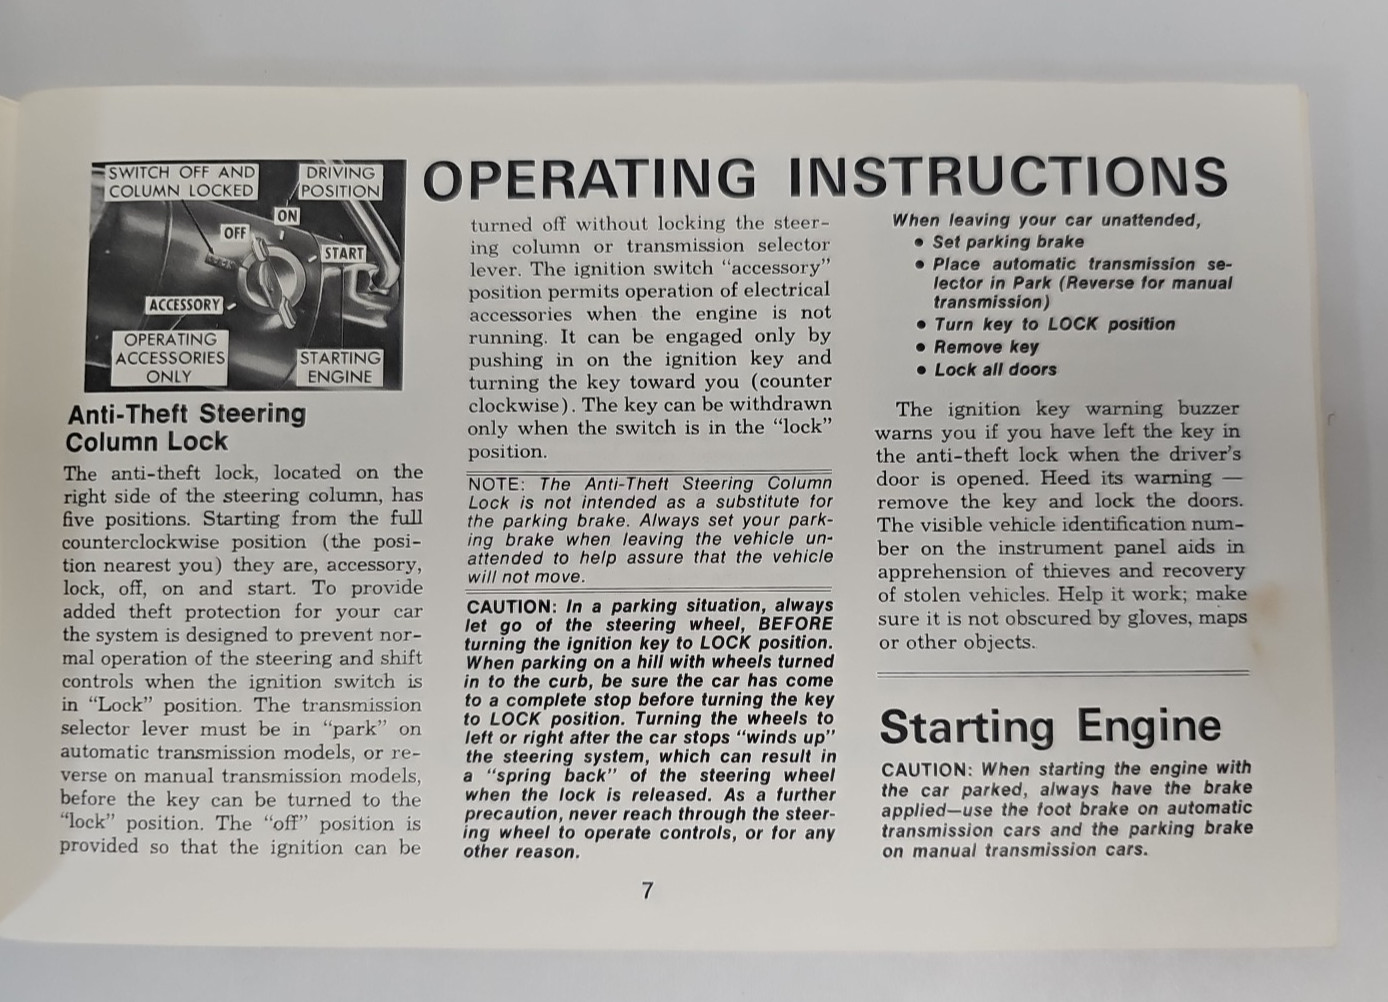 SWITCH OFF AND
COLUMN LOCKED
DRIVING
POSITION
ON
OFF
START
LOCK
ACCESSORY
OPERATING
ACCESSORIES
ONLY
STARTING
ENGINE
OPERATING INSTRUCTIONS
Anti-Theft Steering
Column Lock
The anti-theft lock, located on the
right side of the steering column, has
five positions. Starting from the full
counterclockwise position (the posi-
tion nearest you) they are, accessory,
lock, off, on and start. To provide
added theft protection for your car
the system is designed to prevent nor-
mal operation of the steering and shift
controls when the ignition switch is
in "Lock" position. The transmission
selector lever must be in "park" on
automatic transmission models, or re-
verse on manual transmission models,
before the key can be turned to the
"lock" position. The "off" position is
provided so that the ignition can be
turned off without locking the steer-
ing column or transmission selector
lever. The ignition switch "accessory"
position permits operation of electrical
accessories when the engine is not
running. It can be engaged only by
pushing in on the ignition key and
turning the key toward you (counter
clockwise). The key can be withdrawn
only when the switch is in the "lock"
position.
NOTE: The Anti-Theft Steering Column
Lock is not intended as a substitute for
the parking brake. Always set your park-
ing brake when leaving the vehicle un-
attended to help assure that the vehicle
will not move.
CAUTION: In a parking situation, always
let go of the steering wheel, BEFORE
turning the ignition key to LOCK position.
When parking on a hill with wheels turned
in to the curb, be sure the car has come
to a complete stop before turning the key
to LOCK position. Turning the wheels to
left or right after the car stops "winds up"
the steering system, which can result in
a "spring back" of the steering wheel
when the lock is released. As a further
precaution, never reach through the steer-
ing wheel to operate controls, or for any
other reason.
When leaving your car unattended,
• Set parking brake
• Place automatic transmission se-
lector in Park (Reverse for manual
transmission)
• Turn key to LOCK position
• Remove key
• Lock all doors
The ignition key warning buzzer
warns you if you have left the key in
the anti-theft lock when the driver's
door is opened. Heed its warning —
remove the key and lock the doors.
The visible vehicle identification num-
ber on the instrument panel aids in
apprehension of thieves and recovery
of stolen vehicles. Help it work; make
sure it is not obscured by gloves, maps
or other objects.
Starting Engine
CAUTION: When starting the engine with
the car parked, always have the brake
applied—use the foot brake on automatic
transmission cars and the parking brake
on manual transmission cars.
7